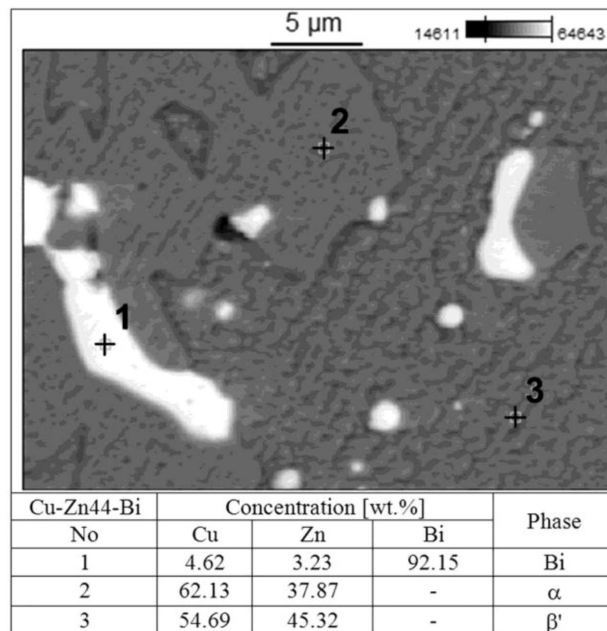 5 µm
14611 64643
2
1
3
Cu-Zn44-Bi Concentration [wt.%] Phase
No Cu Zn Bi
1 4.62 3.23 92.15 Bi
2 62.13 37.87 - α
3 54.69 45.32 - β'